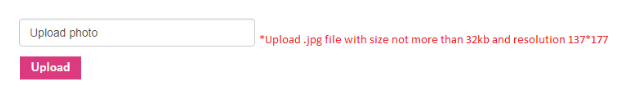 Upload photo
*Upload .jpg file with size not more than 32kb and resolution 137*177
Upload